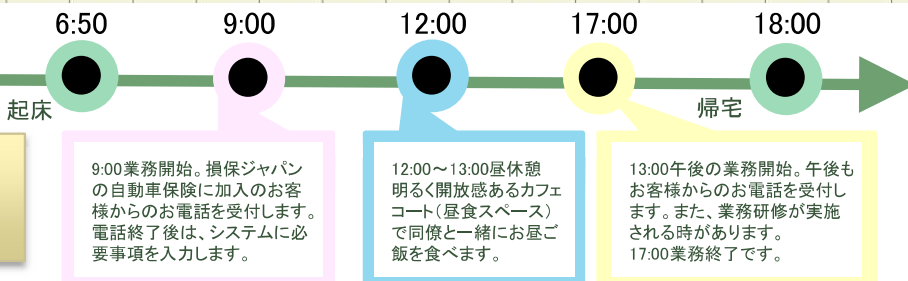 6:50
9:00
12:00
17:00
18:00
起床
帰宅
9:00業務開始。損保ジャパン
の自動車保険に加入のお客
様からのお電話を受付します。
電話終了後は、システムに必
要事項を入力します。
12:00～13:00昼休憩
明るく開放感あるカフェ
コート（昼食スペース）
で同僚と一緒にお昼ご
飯を食べます。
13:00午後の業務開始。午後も
お客様からのお電話を受付し
ます。また、業務研修が実施
される時があります。
17:00業務終了です。